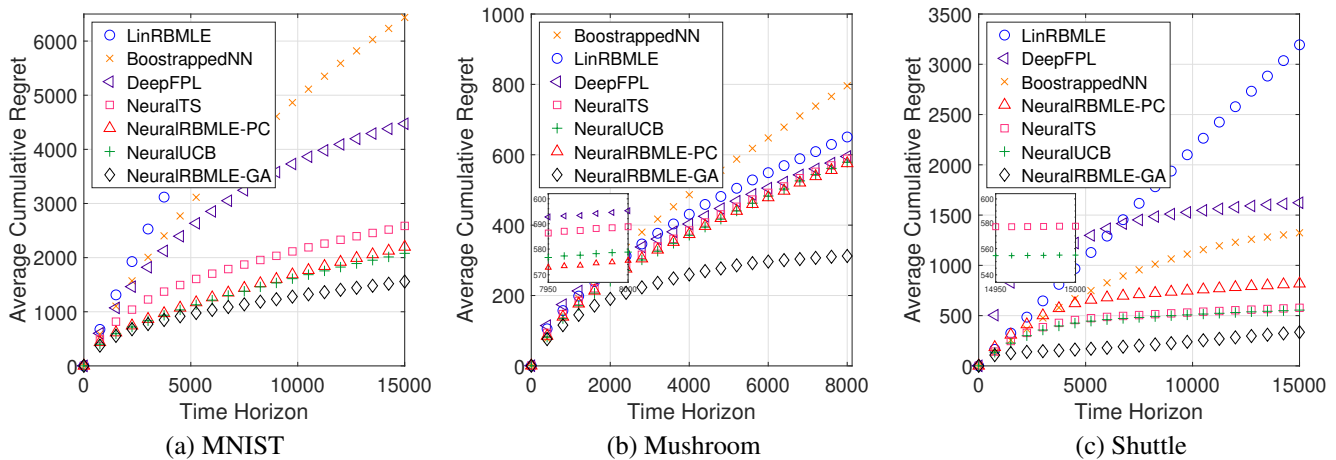 Average Cumulative Regret
6000
5000
4000
3000
2000
1000
0
LinRBMLE
BoostrappedNN
DeepFPL
NeuralTS
NeuralRBMLE-PC
NeuralUCB
NeuralRBMLE-GA
0
5000
10000
15000
Time Horizon
(a) MNIST
Average Cumulative Regret
1000
800
600
400
200
0
BoostrappedNN
LinRBMLE
DeepFPL
NeuralTS
NeuralUCB
NeuralRBMLE-PC
NeuralRBMLE-GA
600
590
580
570
7950
8000
0
2000
4000
6000
8000
Time Horizon
(b) Mushroom
Average Cumulative Regret
3500
3000
2500
2000
1500
1000
500
0
LinRBMLE
DeepFPL
BoostrappedNN
NeuralRBMLE-PC
NeuralTS
NeuralUCB
NeuralRBMLE-GA
600
580
560
540
14950
15000
0
5000
10000
15000
Time Horizon
(c) Shuttle